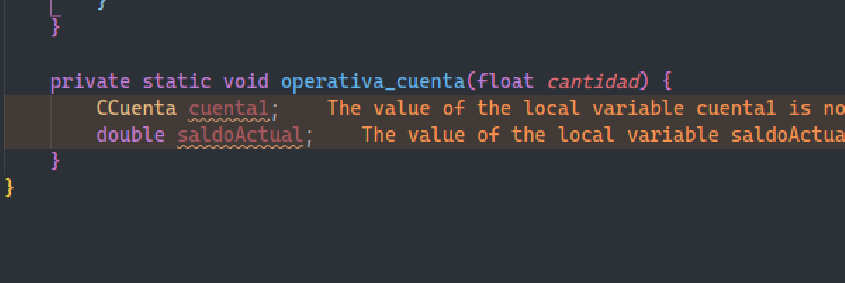 }
}
private static void operativa_cuenta(float cantidad) {
CCuenta cuenta1; The value of the local variable cuenta1 is no
double saldoActual; The value of the local variable saldoActua
}
}